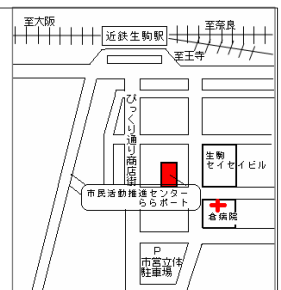 至大阪
近鉄生駒駅
至奈良
至王寺
びっくり通り商店街
生駒
セイセイビル
市民活動推進センター
ららポート
倉病院
P
市営立体
駐車場